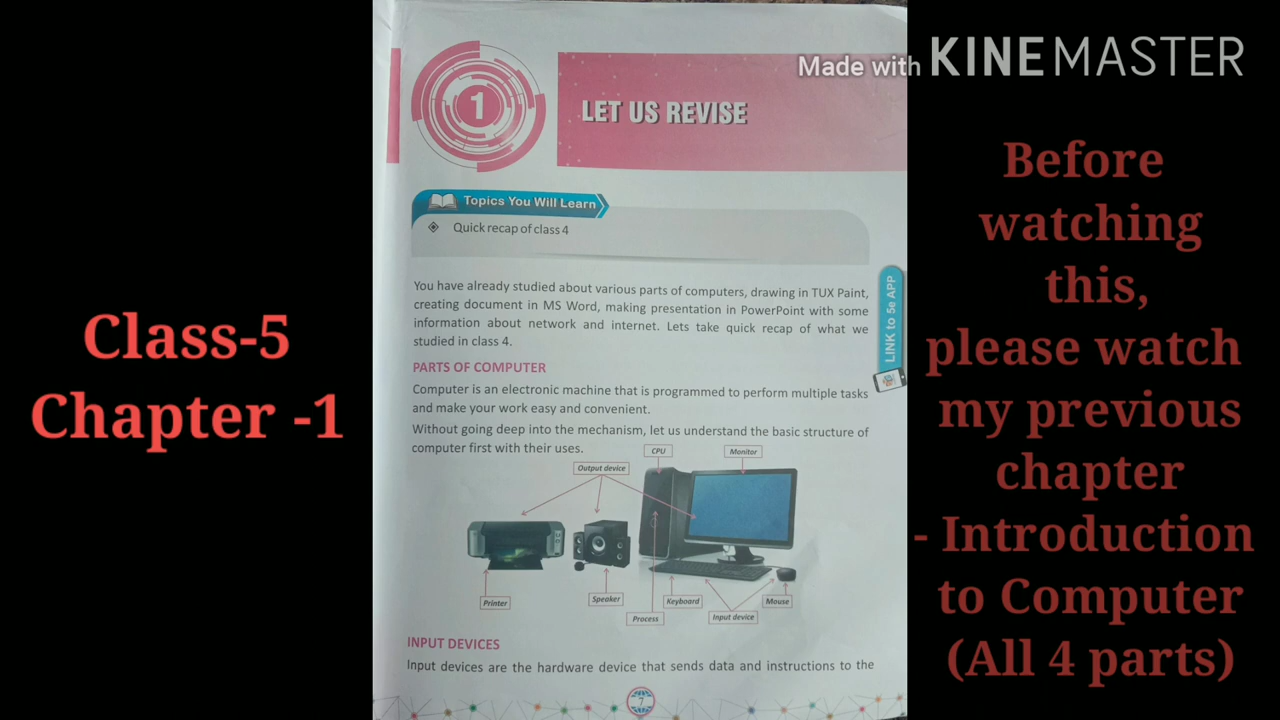 Class-5
Chapter -1
1
LET US REVISE
Topics You Will Learn
Quick recap of class 4
You have already studied about various parts of computers, drawing in TUX Paint,
creating document in MS Word, making presentation in PowerPoint with some
information about network and internet. Lets take quick recap of what we
studied in class 4.
LINK to 5e APP
PARTS OF COMPUTER
Computer is an electronic machine that is programmed to perform multiple tasks
and make your work easy and convenient.
Without going deep into the mechanism, let us understand the basic structure of
computer first with their uses.
CPU
Monitor
Output device
Printer
Speaker
Process
Keyboard
Input device
Mouse
INPUT DEVICES
Input devices are the hardware device that sends data and instructions to the
7
Made with KINEMASTER
Before
watching
this,
please watch
my previous
chapter
- Introduction
to Computer
(All 4 parts)